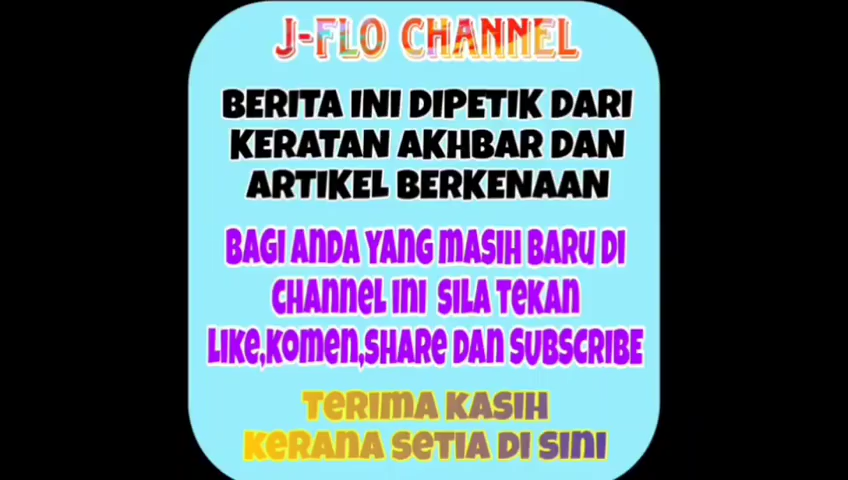 J-FLO CHANNEL
BERITA INI DIPETIK DARI
KERATAN AKHBAR DAN
ARTIKEL BERKENAAN
BAGI ANDA YANG MASIH BARU DI
CHANNEL INI SILA TEKAN
LIKE,KOMEN,SHARE DAN SUBSCRIBE
TERIMA KASIH
KERANA SETIA DI SINI